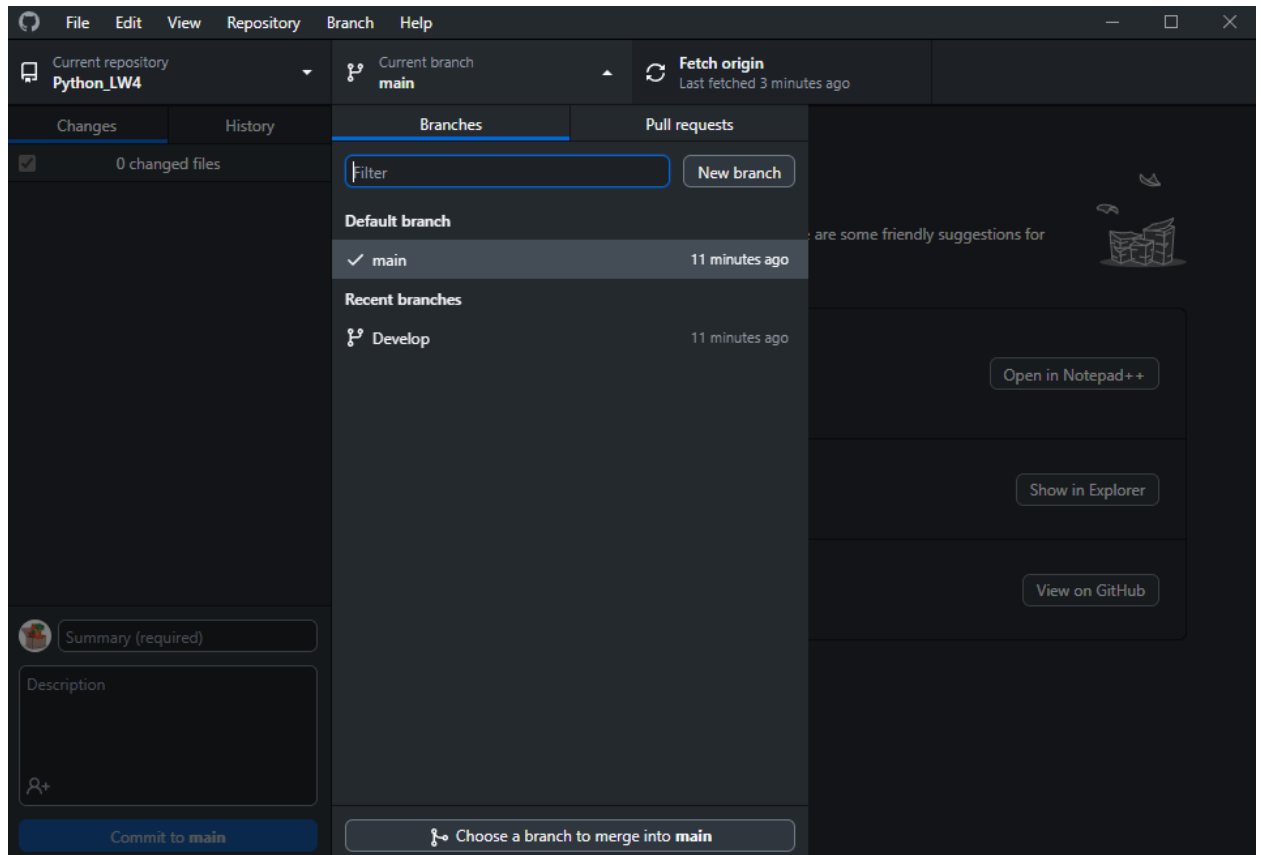 File Edit View Repository Branch Help
Current repository
Python_LW4
Current branch
main
Fetch origin
Last fetched 3 minutes ago
Changes
History
0 changed files
Branches
Pull requests
Filter
New branch
Default branch
main 11 minutes ago
Recent branches
Develop 11 minutes ago
are some friendly suggestions for
Open in Notepad++
Show in Explorer
View on GitHub
Summary (required)
Description
Commit to main
Choose a branch to merge into main